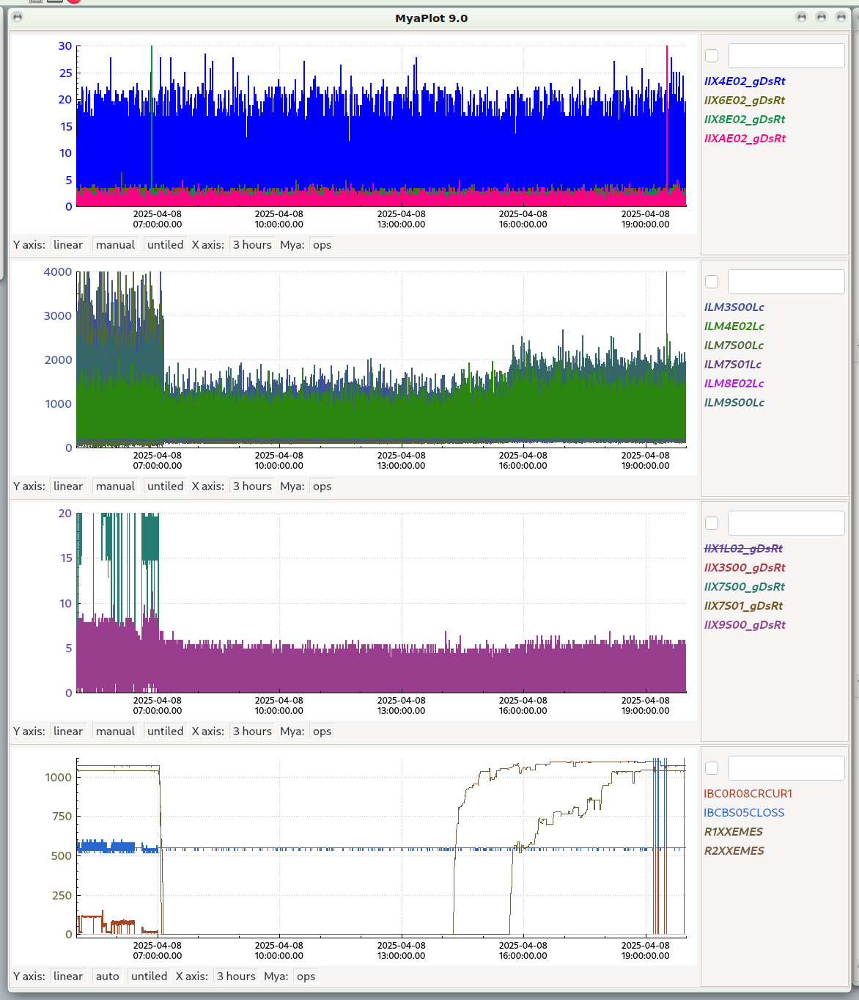 MyaPlot 9.0
30
25
20
15
10
5
0
2025-04-08 2025-04-08 2025-04-08 2025-04-08 2025-04-08
07:00:00.00 10:00:00.00 13:00:00.00 16:00:00.00 19:00:00.00
Y axis: linear manual untiled X axis: 3 hours Mya: ops
IIX4E02_gDsRt
IIX6E02_gDsRt
IIX8E02_gDsRt
IIXAE02_gDsRt
4000
3000
2000
1000
0
2025-04-08 2025-04-08 2025-04-08 2025-04-08 2025-04-08
07:00:00.00 10:00:00.00 13:00:00.00 16:00:00.00 19:00:00.00
Y axis: linear manual untiled X axis: 3 hours Mya: ops
ILM3S00Lc
ILM4E02Lc
ILM7S00Lc
ILM7S01Lc
ILM8E02Lc
ILM9S00Lc
20
15
10
5
0
2025-04-08 2025-04-08 2025-04-08 2025-04-08 2025-04-08
07:00:00.00 10:00:00.00 13:00:00.00 16:00:00.00 19:00:00.00
Y axis: linear manual untiled X axis: 3 hours Mya: ops
IIX1L02_gDsRt
IIX3S00_gDsRt
IIX7S00_gDsRt
IIX7S01_gDsRt
IIX9S00_gDsRt
1000
750
500
250
0
2025-04-08 2025-04-08 2025-04-08 2025-04-08 2025-04-08
07:00:00.00 10:00:00.00 13:00:00.00 16:00:00.00 19:00:00.00
Y axis: linear auto untiled X axis: 3 hours Mya: ops
IBC0R08CRCUR1
IBCBS05CLOSS
R1XXEMES
R2XXEMES